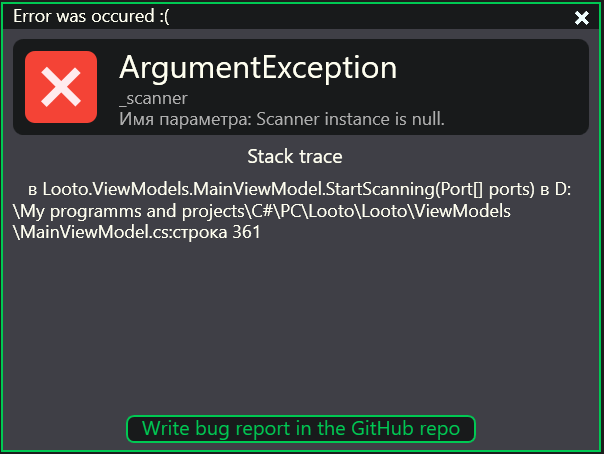 Error was occured :(
ArgumentException
_scanner
Имя параметра: Scanner instance is null.
Stack trace
в Looto.ViewModels.MainViewModel.StartScanning(Port[] ports) в D:
\My programms and projects\C#\PC\Looto\Looto\ViewModels
\MainViewModel.cs:строка 361
Write bug report in the GitHub repo